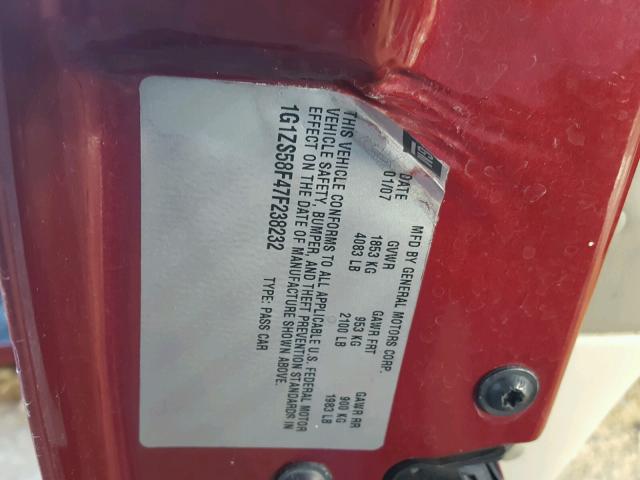 GM
MFD BY GENERAL MOTORS CORP.
DATE GVWR GAWR FRT GAWR RR
01/07 1853 KG 953 KG 900 KG
4083 LB 2100 LB 1983 LB
THIS VEHICLE CONFORMS TO ALL APPLICABLE U.S. FEDERAL MOTOR
VEHICLE SAFETY, BUMPER, AND THEFT PREVENTION STANDARDS IN
EFFECT ON THE DATE OF MANUFACTURE SHOWN ABOVE.
1G1ZS58F47F238232 TYPE: PASS CAR